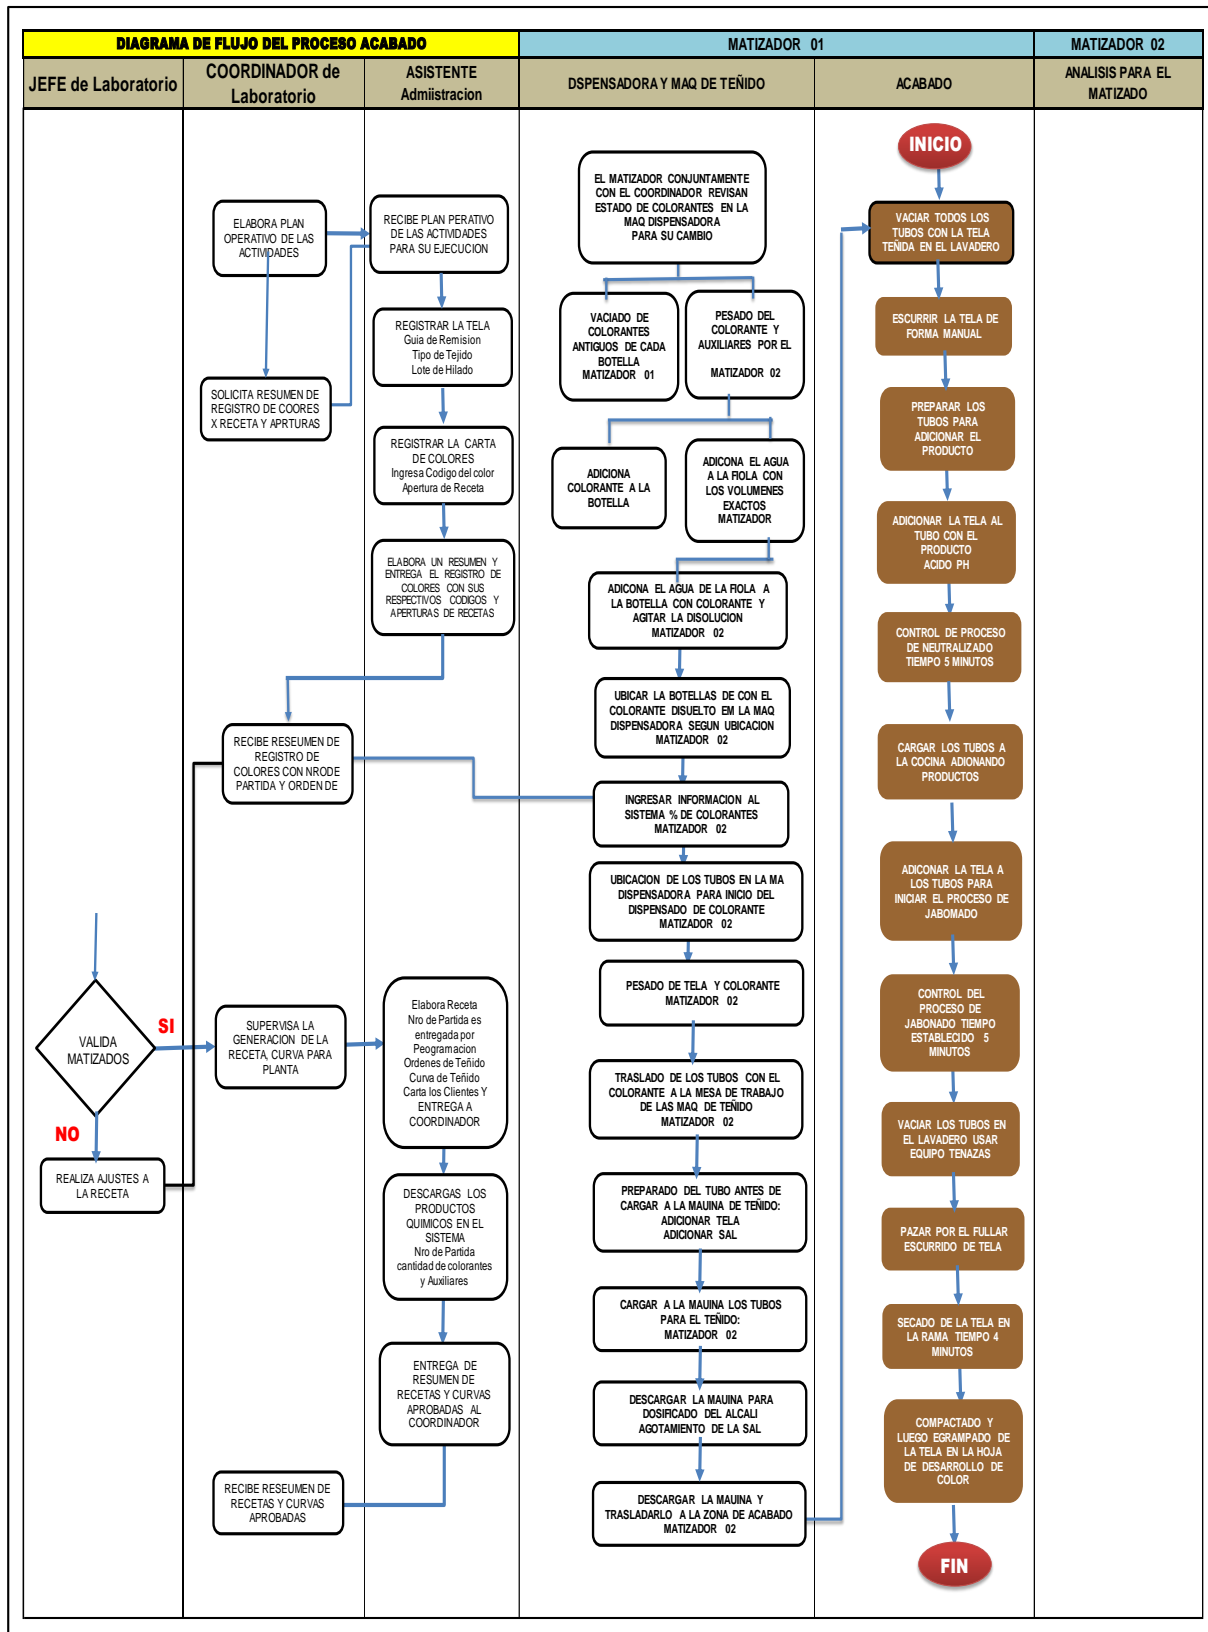 DIAGRAMA DE FLUJO DEL PROCESO ACABADO
MATIZADOR 01
MATIZADOR 02
JEFE de Laboratorio
COORDINADOR de
Laboratorio
ASISTENTE
Admiistracion
DSPENSADORA Y MAQ DE TEÑIDO
ACABADO
ANALISIS PARA EL
MATIZADO
VALIDA
MATIZADOS
SI
NO
REALIZA AJUSTES A
LA RECETA
ELABORA PLAN
OPERATIVO DE LAS
ACTIVIDADES
SOLICITA RESUMEN DE
REGISTRO DE COORES
X RECETA Y APRTURAS
RECIBE RESEUMEN DE
REGISTRO DE
COLORES CON NRODE
PARTIDA Y ORDEN DE
SUPERVISA LA
GENERACION DE LA
RECETA, CURVA PARA
PLANTA
RECIBE RESEUMEN DE
RECETAS Y CURVAS
APROBADAS
RECIBE PLAN PERATIVO
DE LAS ACTIVIDADES
PARA SU EJECUCION
REGISTRAR LA TELA
Guia de Remision
Tipo de Tejido
Lote de Hilado
REGISTRAR LA CARTA
DE COLORES
Ingresa Codigo del color
Apertura de Receta
ELABORA UN RESUMEN Y
ENTREGA EL REGISTRO DE
COLORES CON SUS
RESPECTIVOS CODIGOS Y
APERTURAS DE RECETAS
Elabora Receta
Nro de Partida es
entregada por
Peogramacion
Ordenes de Teñido
Curva de Teñido
Carta los Clientes Y
ENTREGA A
COORDINADOR
DESCARGAS LOS
PRODUCTOS
QUIMICOS EN EL
SISTEMA
Nro de Partida
cantidad de colorantes
y Auxiliares
ENTREGA DE
RESUMEN DE
RECETAS Y CURVAS
APROBADAS AL
COORDINADOR
EL MATIZADOR CONJUNTAMENTE
CON EL COORDINADOR REVISAN
ESTADO DE COLORANTES EN LA
MAQ DISPENSADORA
PARA SU CAMBIO
VACIADO DE
COLORANTES
ANTIGUOS DE CADA
BOTELLA
MATIZADOR 01
PESADO DEL
COLORANTE Y
AUXILIARES POR EL
MATIZADOR 02
ADICIONA
COLORANTE A LA
BOTELLA
ADICONA EL AGUA
A LA FIOLA CON
LOS VOLUMENES
EXACTOS
MATIZADOR
ADICONA EL AGUA DE LA FIOLA A
LA BOTELLA CON COLORANTE Y
AGITAR LA DISOLUCION
MATIZADOR 02
UBICAR LA BOTELLAS DE CON EL
COLORANTE DISUELTO EM LA MAQ
DISPENSADORA SEGUN UBICACION
MATIZADOR 02
INGRESAR INFORMACION AL
SISTEMA % DE COLORANTES
MATIZADOR 02
UBICACION DE LOS TUBOS EN LA MA
DISPENSADORA PARA INICIO DEL
DISPENSADO DE COLORANTE
MATIZADOR 02
PESADO DE TELA Y COLORANTE
MATIZADOR 02
TRASLADO DE LOS TUBOS CON EL
COLORANTE A LA MESA DE TRABAJO
DE LAS MAQ DE TEÑIDO
MATIZADOR 02
PREPARADO DEL TUBO ANTES DE
CARGAR A LA MAUINA DE TEÑIDO:
ADICIONAR TELA
ADICIONAR SAL
CARGAR A LA MAUINA LOS TUBOS
PARA EL TEÑIDO:
MATIZADOR 02
DESCARGAR LA MAUINA PARA
DOSIFICADO DEL ALCALI
AGOTAMIENTO DE LA SAL
DESCARGAR LA MAUINA Y
TRASLADARLO A LA ZONA DE ACABADO
MATIZADOR 02
INICIO
VACIAR TODOS LOS
TUBOS CON LA TELA
TEÑIDA EN EL LAVADERO
ESCURRIR LA TELA DE
FORMA MANUAL
PREPARAR LOS
TUBOS PARA
ADICIONAR EL
PRODUCTO
ADICIONAR LA TELA AL
TUBO CON EL
PRODUCTO
ACIDO PH
CONTROL DE PROCESO
DE NEUTRALIZADO
TIEMPO 5 MINUTOS
CARGAR LOS TUBOS A
LA COCINA ADIONANDO
PRODUCTOS
ADICONAR LA TELA A
LOS TUBOS PARA
INICIAR EL PROCESO DE
JABOMADO
CONTROL DEL
PROCESO DE
JABONADO TIEMPO
ESTABLECIDO 5
MINUTOS
VACIAR LOS TUBOS EN
EL LAVADERO USAR
EQUIPO TENAZAS
PAZAR POR EL FULLAR
ESCURRIDO DE TELA
SECADO DE LA TELA EN
LA RAMA TIEMPO 4
MINUTOS
COMPACTADO Y
LUEGO EGRAMPADO DE
LA TELA EN LA HOJA
DE DESARROLLO DE
COLOR
FIN